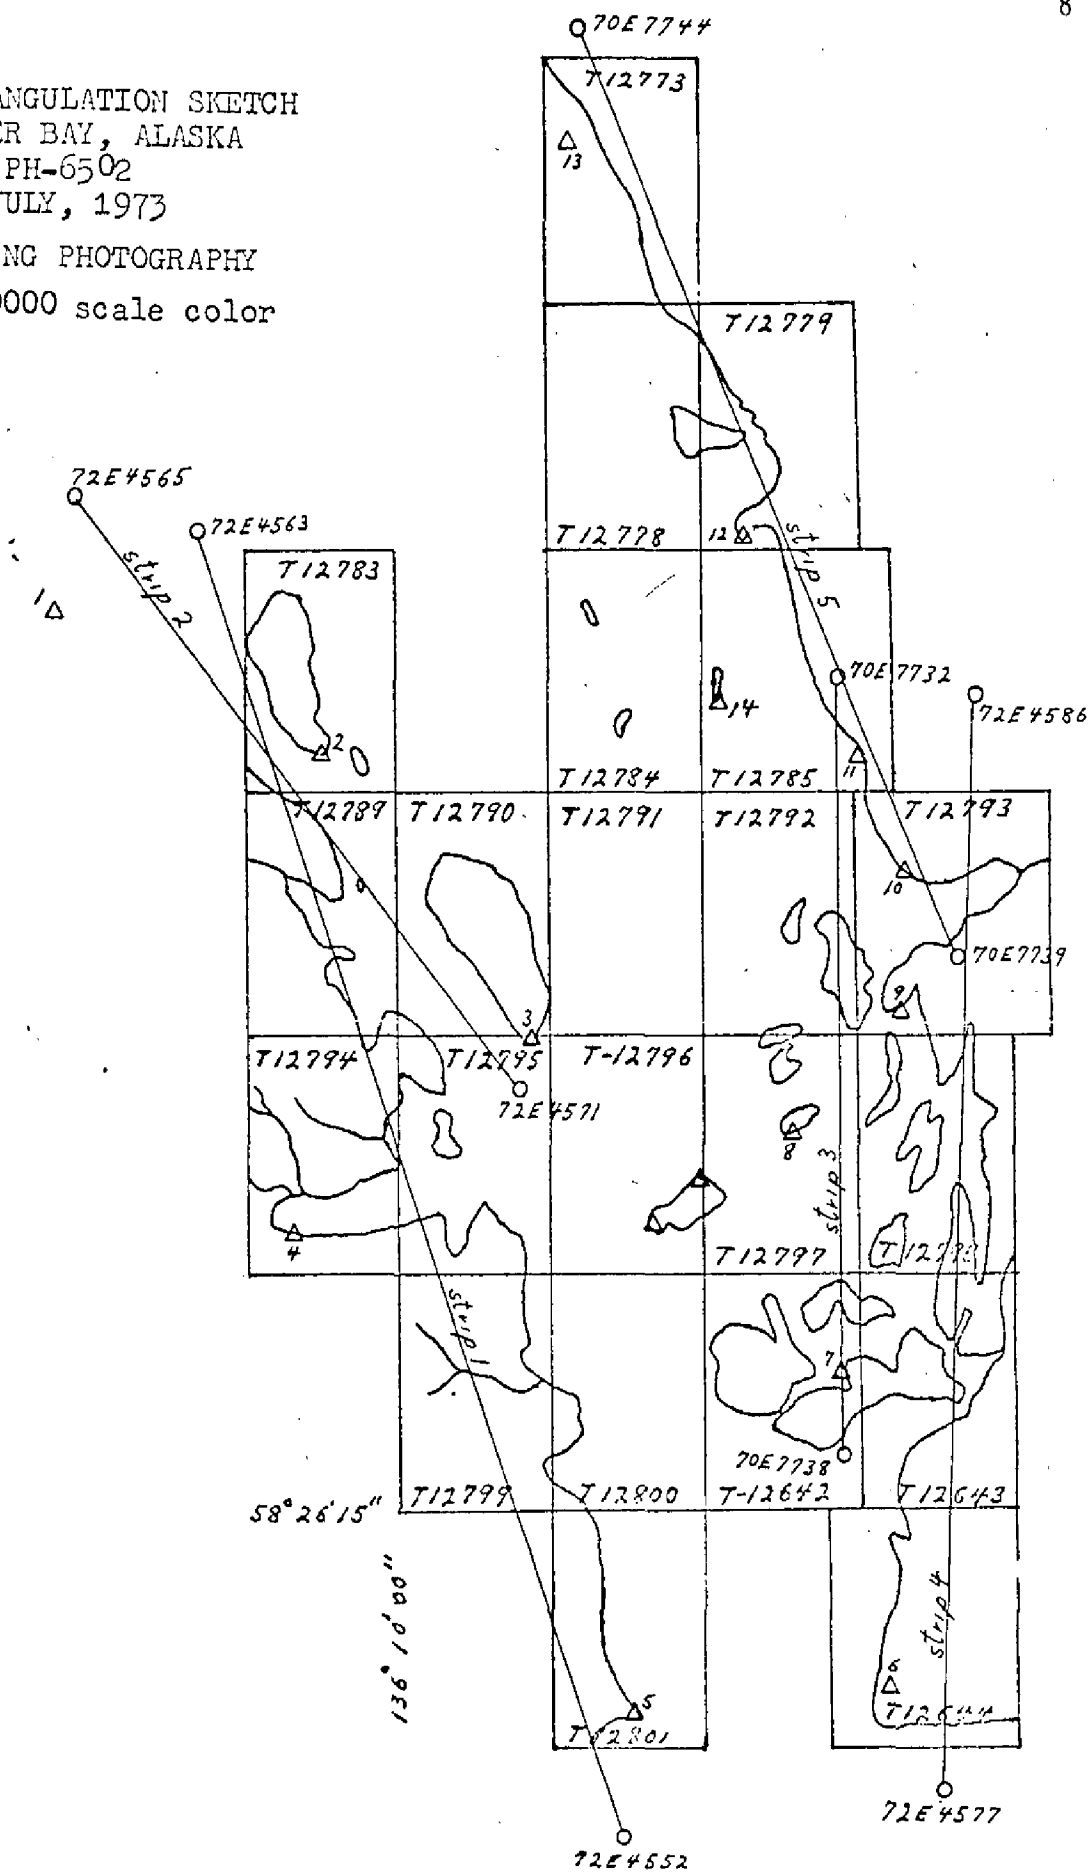 8
ANGULATION SKETCH
ER BAY, ALASKA
PH-6502
ULY, 1973
NG PHOTOGRAPHY
000 scale color
70E7744
T12773
13
T12779
72E4565
72E4563
T12778
12
strip 5
strip 2
T12783
1
70E7732
14
72E4586
2
11
T12784
T12785
T12789
T12790
T12791
T12792
T12793
10
70E7739
9
3
T12794
T12795
T-12796
72E4571
8
strip 3
4
T12797
strip 1
7
70E7738
58° 26' 15"
T12799
T12800
T-12642
T12643
136° 10' 00"
strip 4
6
5
T12644
T12801
72E4577
72E4552